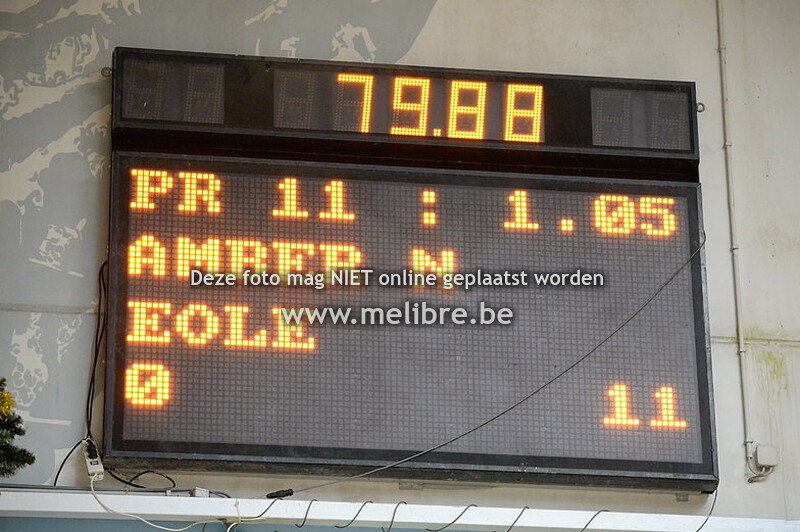 79.88
PR 11 : 1.05
AMBER N
Deze foto mag NIET online geplaatst worden
www.melibre.be
EOLE
0 11